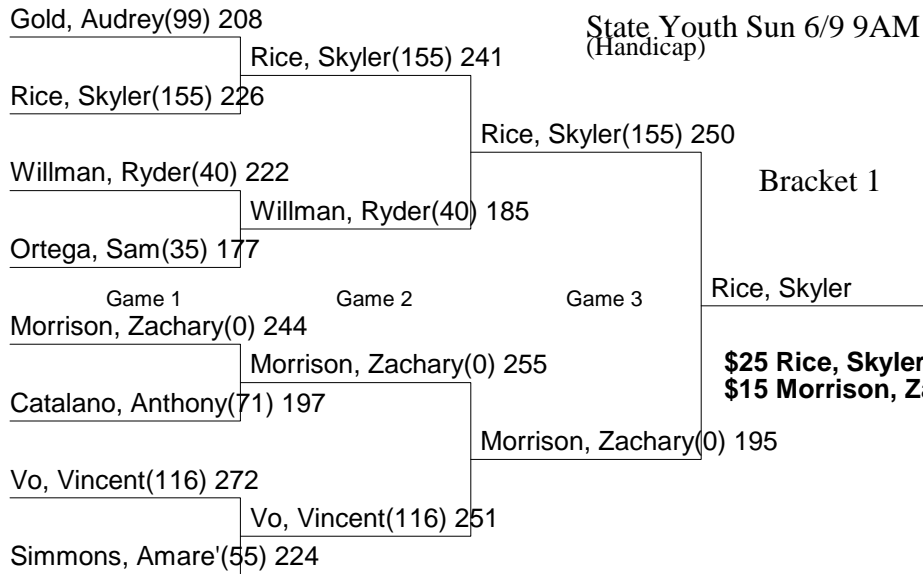 Gold, Audrey(99) 208
State Youth Sun 6/9 9AM
(Handicap)
Rice, Skyler(155) 241
Rice, Skyler(155) 226
Rice, Skyler(155) 250
Willman, Ryder(40) 222
Bracket 1
Willman, Ryder(40) 185
Ortega, Sam(35) 177
Game 1
Game 2
Game 3
Rice, Skyler
Morrison, Zachary(0) 244
Morrison, Zachary(0) 255
$25 Rice, Skyler
$15 Morrison, Za
Catalano, Anthony(71) 197
Morrison, Zachary(0) 195
Vo, Vincent(116) 272
Vo, Vincent(116) 251
Simmons, Amare'(55) 224